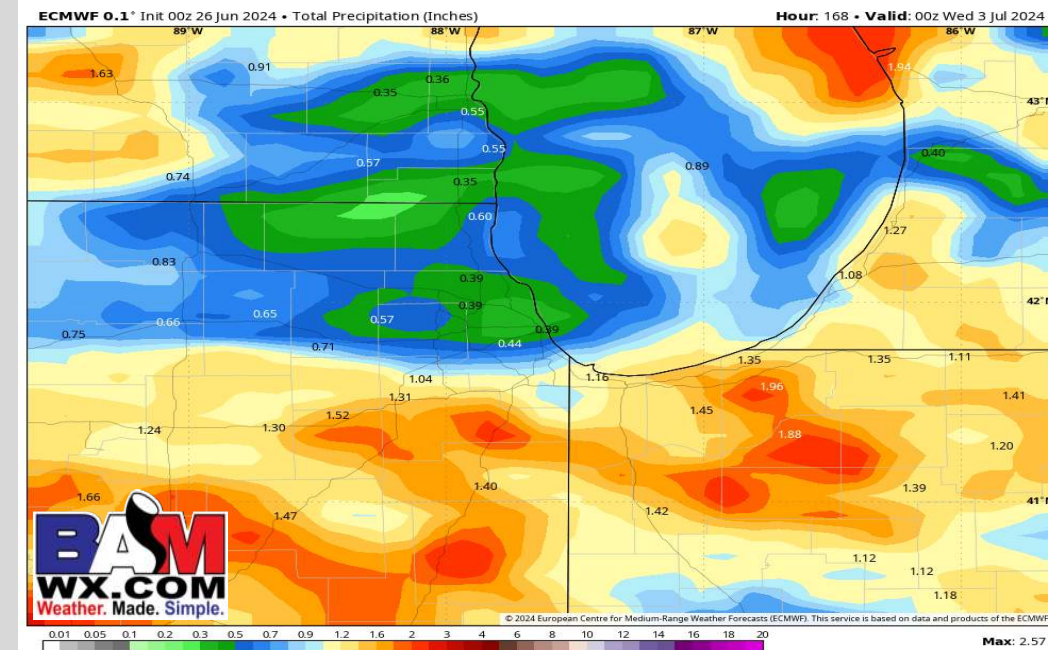 ECMWF 0.1° Init 00z 26 Jun 2024 • Total Precipitation (Inches) Hour: 168 • Valid: 00z Wed 3 Jul 2024
89°W 88°W 87°W 86°W
1.63 0.91 0.36 1.94
0.35 0.55 43°N
0.57 0.55 0.89 0.40
0.74 0.35
0.60 1.27
0.83 0.39 1.08
0.66 0.65 0.57 0.39 42°N
0.75 0.71 0.44 0.39
1.04 1.16 1.35 1.35 1.11
1.31 1.96 1.41
1.24 1.30 1.52 1.45 1.88 1.20
1.66 1.40 1.39 41°N
1.47 1.42
1.12
1.12
1.18
BAM
WX.COM
Weather. Made. Simple.
© 2024 European Centre for Medium-Range Weather Forecasts (ECMWF). This service is based on data and products of the ECMWF
0.01 0.05 0.1 0.2 0.3 0.5 0.7 0.9 1.2 1.6 2 3 4 6 8 10 12 14 16 18 20
Max: 2.57